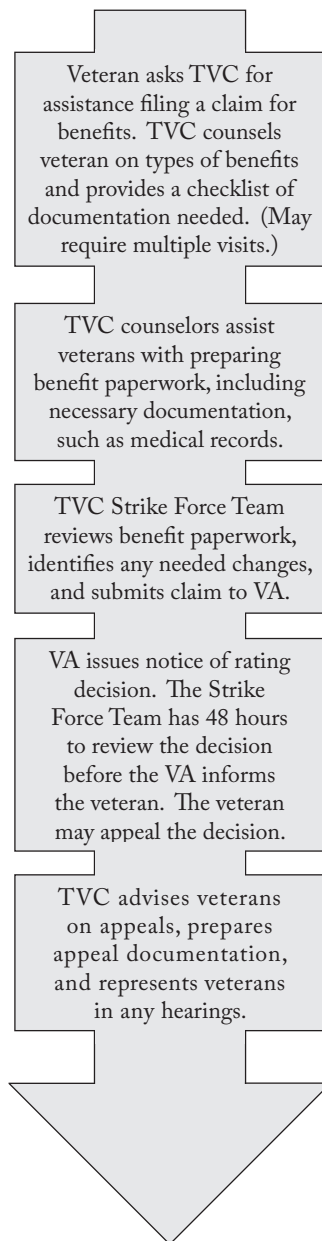 Veteran asks TVC for
assistance filing a claim for
benefits. TVC counsels
veteran on types of benefits
and provides a checklist of
documentation needed. (May
require multiple visits.)
TVC counselors assist
veterans with preparing
benefit paperwork, including
necessary documentation,
such as medical records.
TVC Strike Force Team
reviews benefit paperwork,
identifies any needed changes,
and submits claim to VA.
VA issues notice of rating
decision. The Strike
Force Team has 48 hours
to review the decision
before the VA informs
the veteran. The veteran
may appeal the decision.
TVC advises veterans
on appeals, prepares
appeal documentation,
and represents veterans
in any hearings.